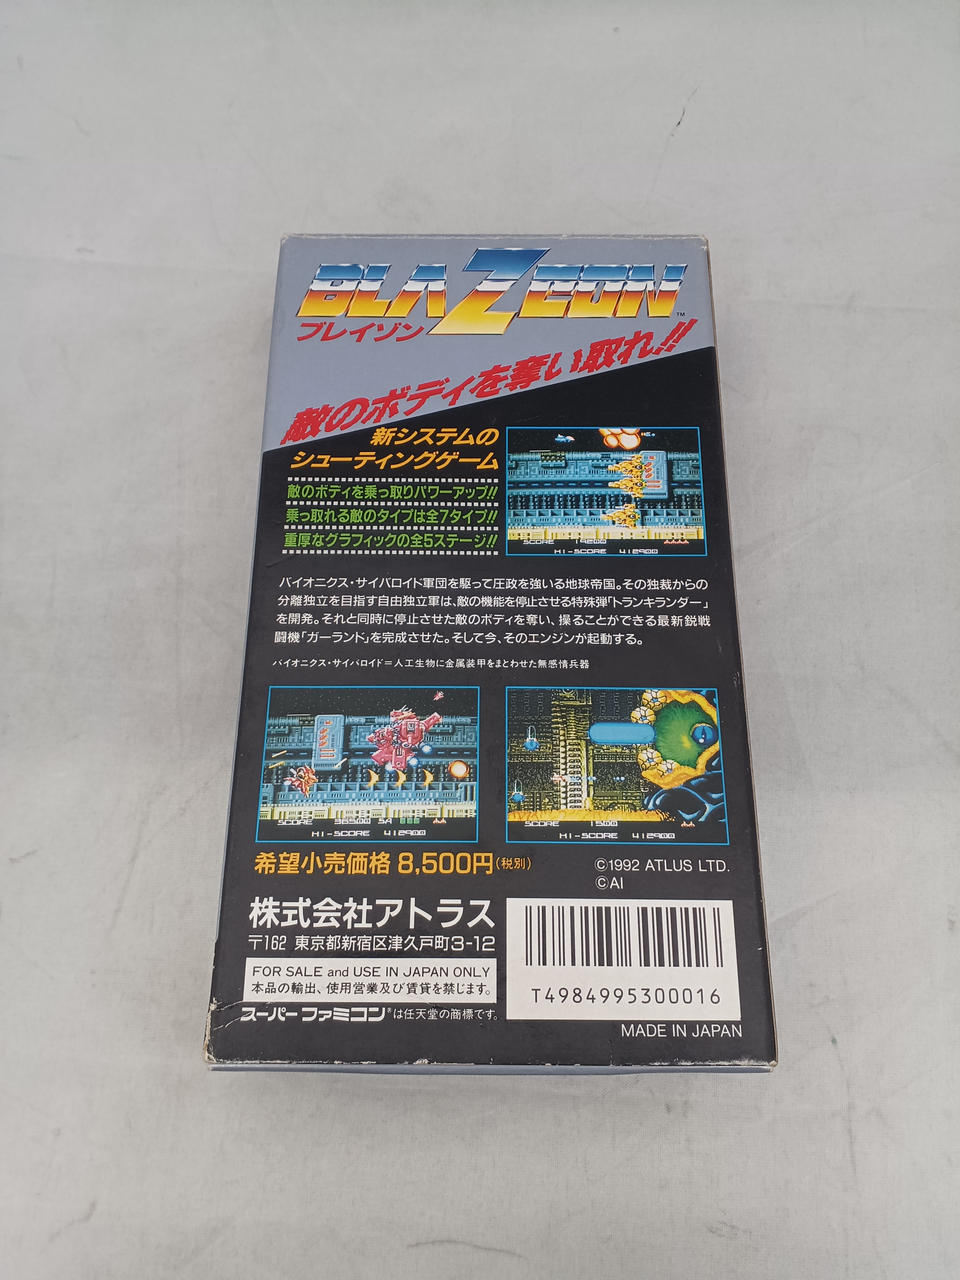 BLAZEON™
ブレイゾン
敵のボディを奪い取れ!!
新システムの
シューティングゲーム
敵のボディを乗っ取りパワーアップ!!
乗っ取れる敵のタイプは全7タイプ!!
重厚なグラフィックの全5ステージ!!
SCORE 19200
HI-SCORE 412900
バイオニクス・サイバロイド軍団を駆って圧政を強いる地球帝国。その独裁からの
分離独立を目指す自由独立軍は、敵の機能を停止させる特殊弾「トランキランダー」
を開発。それと同時に停止させた敵のボディを奪い、操ることができる最新鋭戦
闘機「ガーランド」を完成させた。そして今、そのエンジンが起動する。
バイオニクス・サイバロイド=人工生物に金属装甲をまとわせた無感情兵器
SCORE 36500
HI-SCORE 412900
SCORE 1500
HI-SCORE 412900
希望小売価格 8,500円(税別)
©1992 ATLUS LTD.
©AI
株式会社アトラス
〒162 東京都新宿区津久戸町3-12
FOR SALE and USE IN JAPAN ONLY
本品の輸出、使用営業及び賃貸を禁じます。
スーパーファミコン®は任天堂の商標です。
T4984995300016
MADE IN JAPAN